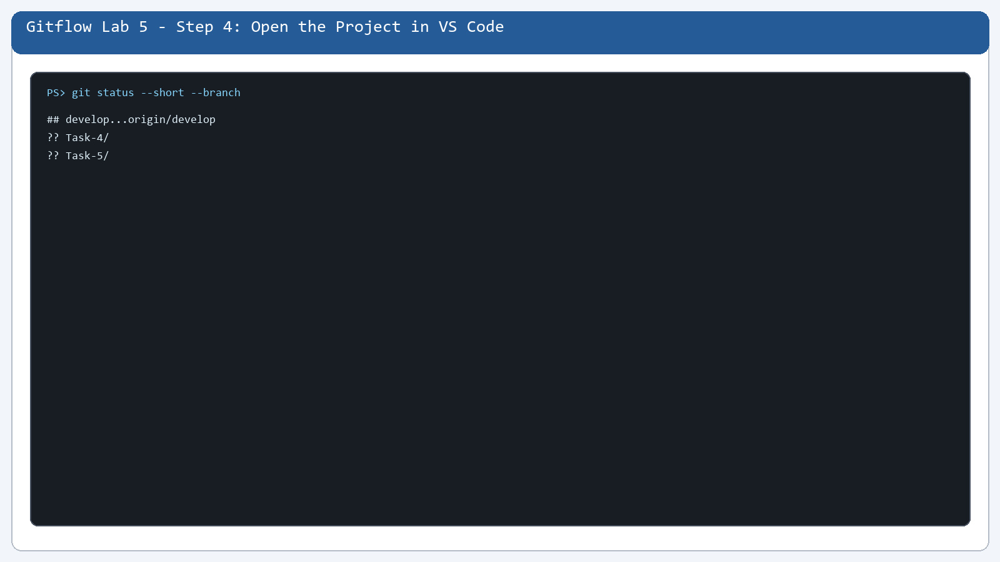 Gitflow Lab 5 - Step 4: Open the Project in VS Code
PS> git status --short --branch
## develop...origin/develop
?? Task-4/
?? Task-5/